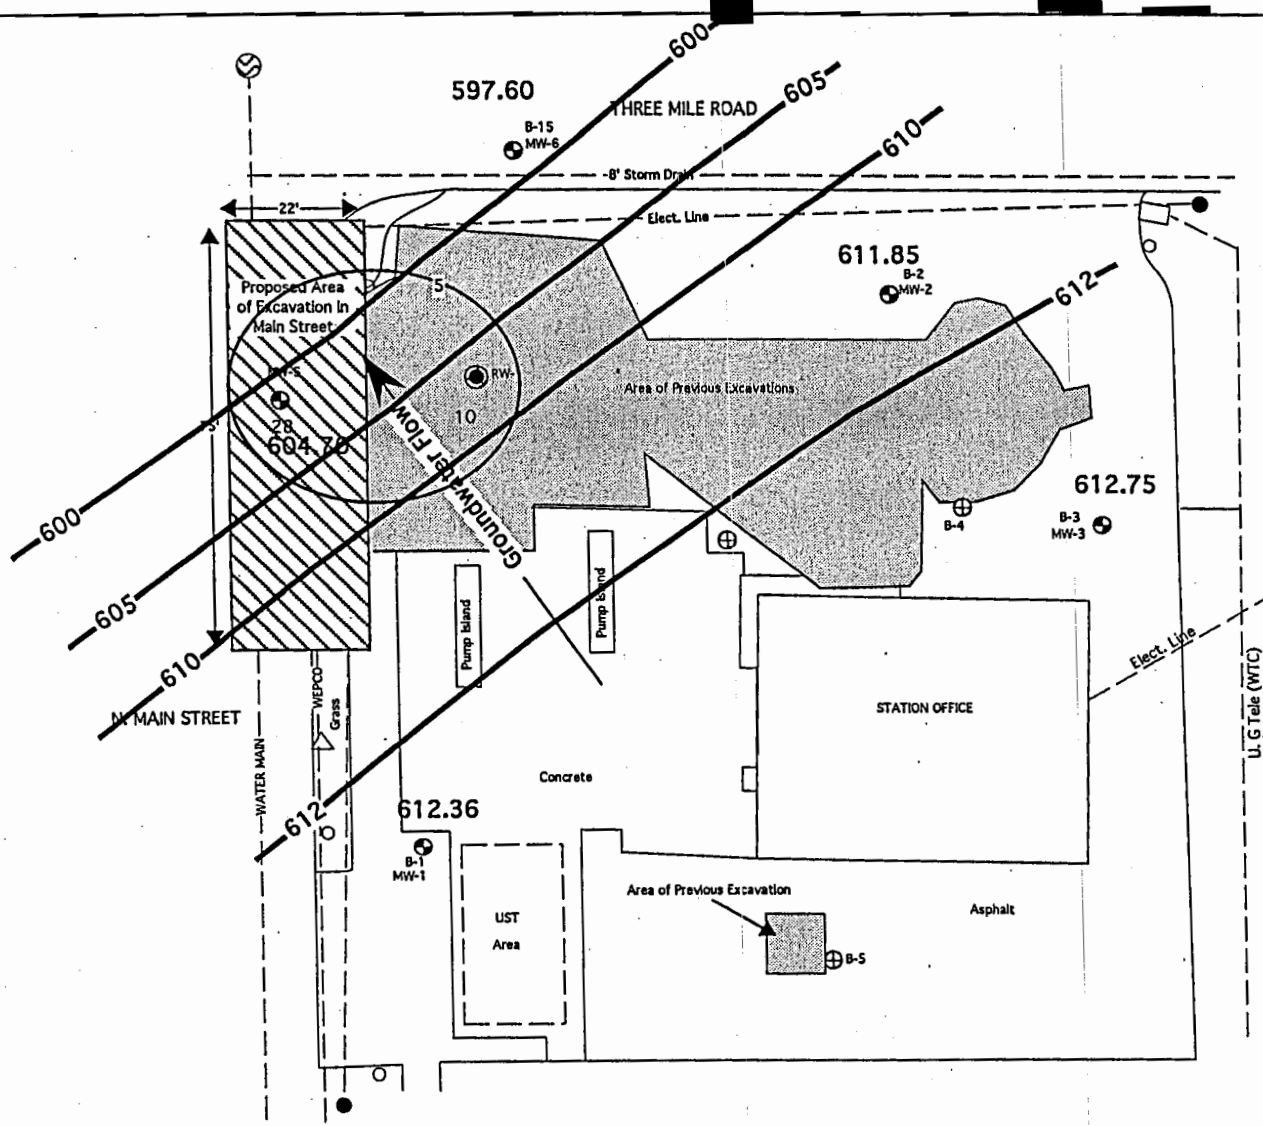 600
597.60
605
THREE MILE ROAD
B-15
MW-6
610
8' Storm Drain
22'
Elect. Line
611.85
B-2
MW-2
612
Proposed Area
of Excavation in
Main Street
5
MW-5
RW-
Area of Previous Excavations
10
28
604.70
75'
Groundwater Flow
612.75
B-3
MW-3
B-4
600
605
610
Pump Island
Pump Island
Elect. Line
U. G Tele (WTC)
N. MAIN STREET
WEPCO
Grass
WATER MAIN
STATION OFFICE
Concrete
612
612.36
B-1
MW-1
UST
Area
Area of Previous Excavation
Asphalt
B-5